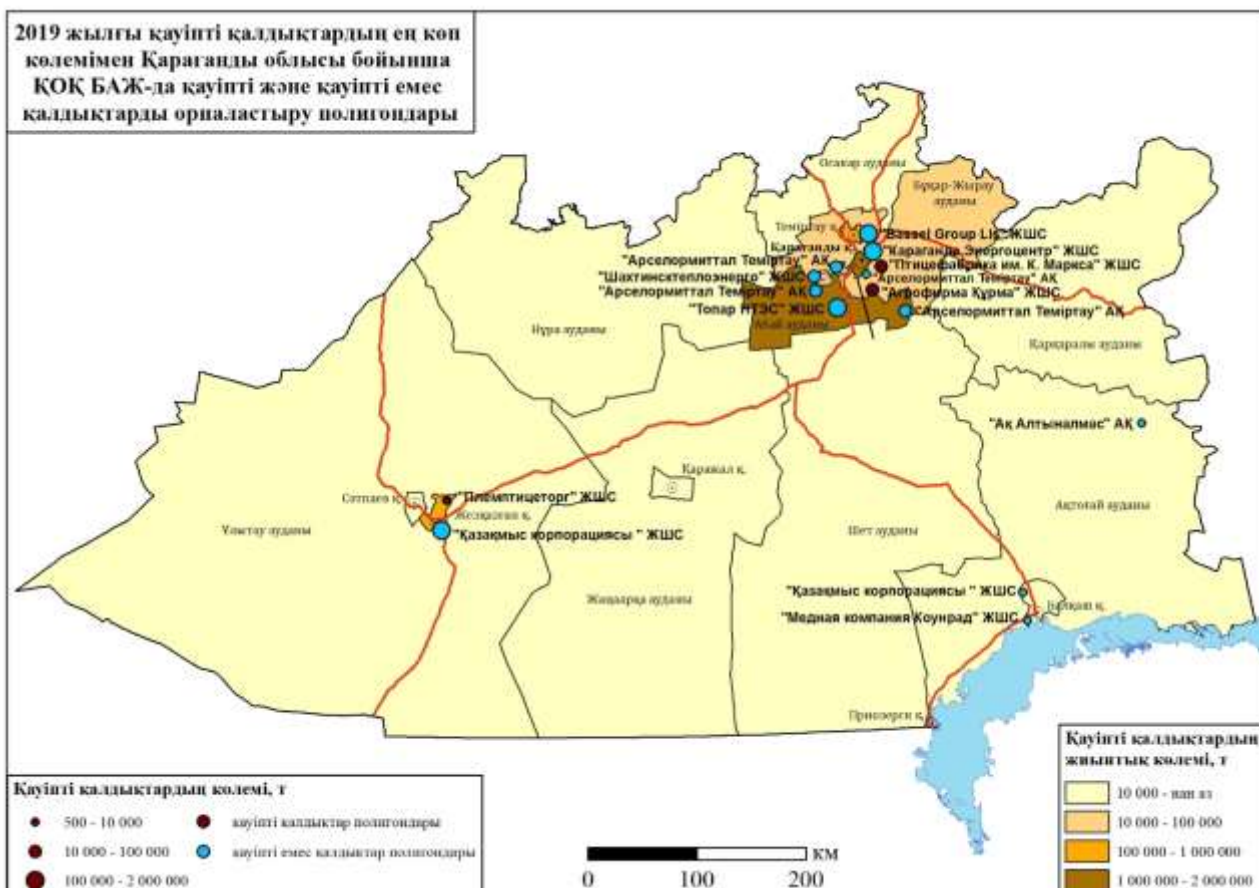 2019 жылғы қауіпті қалдықтардың ең көп
көлемімен Қарағанды облысы бойынша
ҚОҚ БАЖ-да қауіпті және қауіпті емес
қалдықтарды орналастыру полигондары
Осакар ауданы
Бұқар-Жырау
ауданы
Теміртау қ.
"Bassel Group LLS" ЖШС
Қарағанды қ.
"Караганда Энергоцентр" ЖШС
"Арселормиттал Теміртау" АҚ
"Птицефабрика им. К. Маркса" ЖШС
"Шахтинсктеплоэнерго" ЖШС
"Арселормиттал Теміртау" АҚ
"Арселормиттал Теміртау" АҚ
"Агрофирма Құрма" ЖШС
"Топар НТЭС" ЖШС
"Арселормиттал Теміртау" АҚ
Абай ауданы
Нұра ауданы
Қарқаралы ауданы
"Ақ Алтыналмас" АҚ
Қаражал қ.
Сәтпаев қ.
"Племптицеторг" ЖШС
Ақтоғай ауданы
Жезқазған қ.
Ұлытау ауданы
"Қазақмыс корпорациясы " ЖШС
Шет ауданы
"Қазақмыс корпорациясы " ЖШС
Жаңаарқа ауданы
Балқаш қ.
"Медная компания Коунрад" ЖШС
Приозерск қ.
Қауіпті қалдықтардың көлемі, т
500 - 10 000
қауіпті қалдықтар полигондары
10 000 - 100 000
қауіпті емес қалдықтар полигондары
100 000 - 2 000 000
КМ
0 100 200
Қауіпті қалдықтардың
жиынтық көлемі, т
10 000 - нан аз
10 000 - 100 000
100 000 - 1 000 000
1 000 000 - 2 000 000